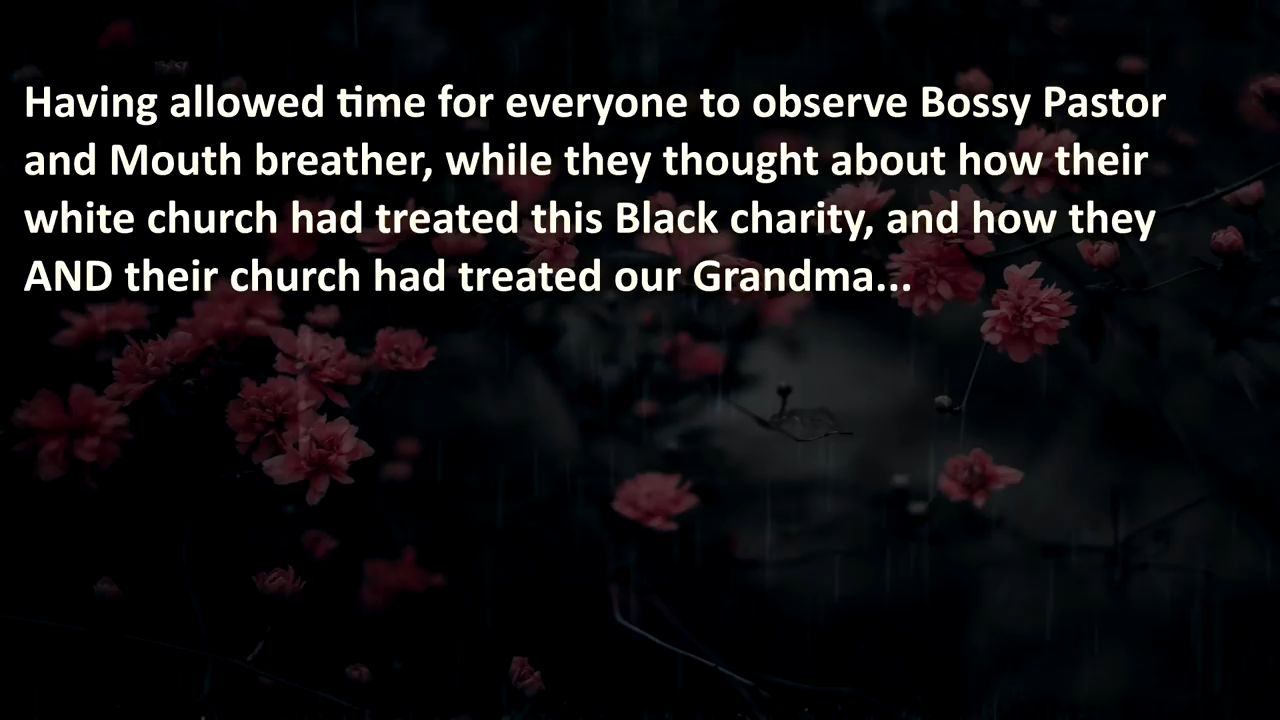 Having allowed time for everyone to observe Bossy Pastor
and Mouth breather, while they thought about how their
white church had treated this Black charity, and how they
AND their church had treated our Grandma...